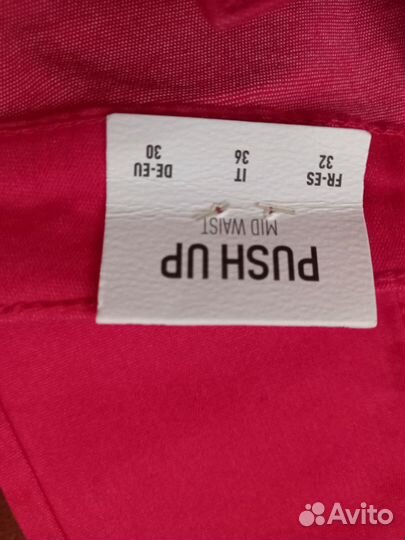 PUSH UP
MID WAIST
FR-ES IT DE-EU
32 36 30
Avito